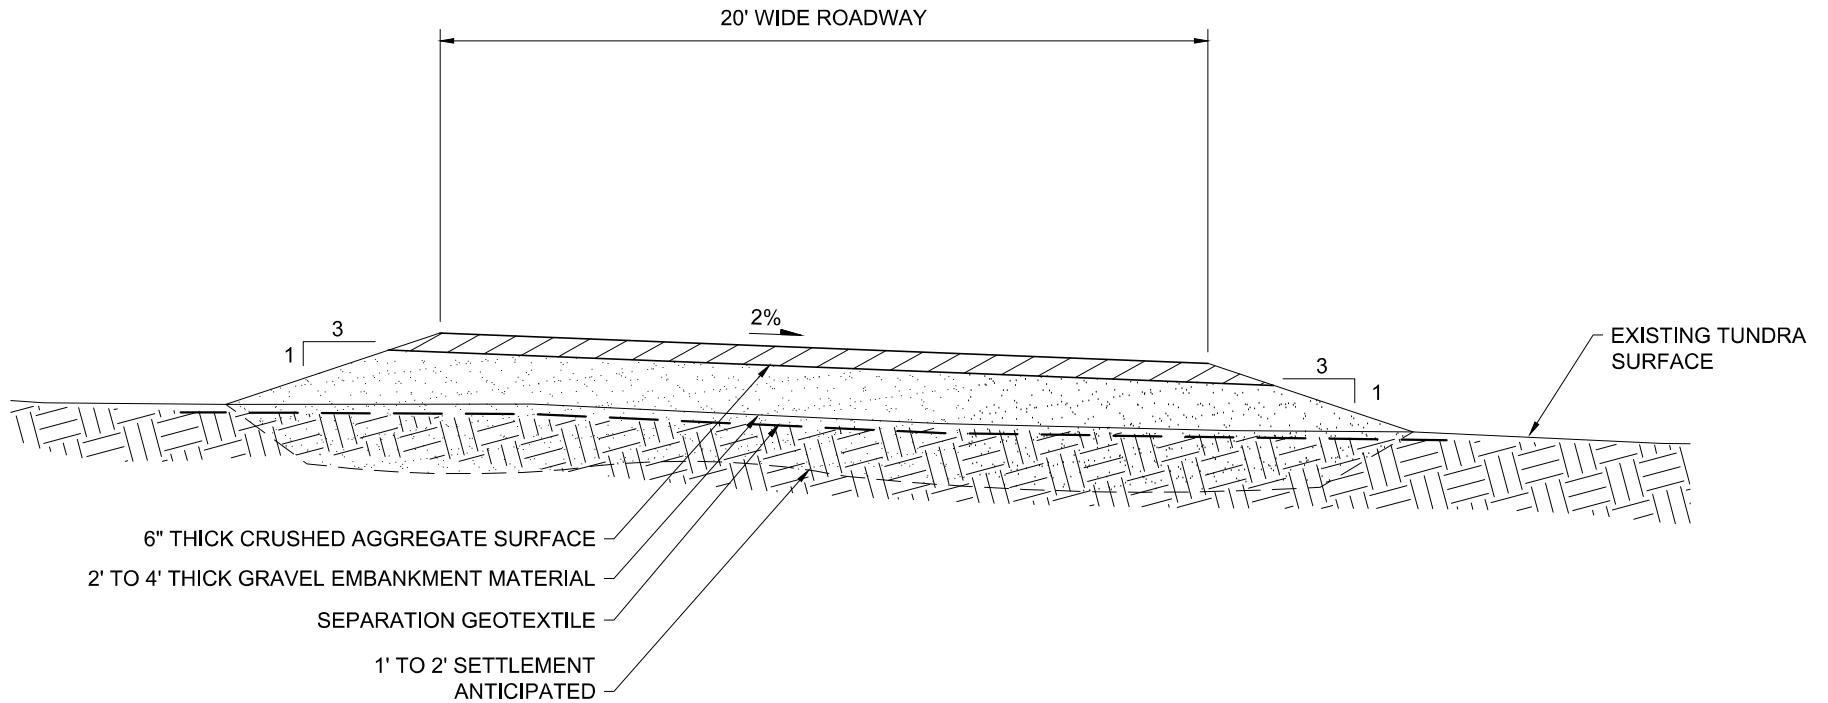 20' WIDE ROADWAY
2%
3
1
3
1
EXISTING TUNDRA
SURFACE
6" THICK CRUSHED AGGREGATE SURFACE
2' TO 4' THICK GRAVEL EMBANKMENT MATERIAL
SEPARATION GEOTEXTILE
1' TO 2' SETTLEMENT
ANTICIPATED